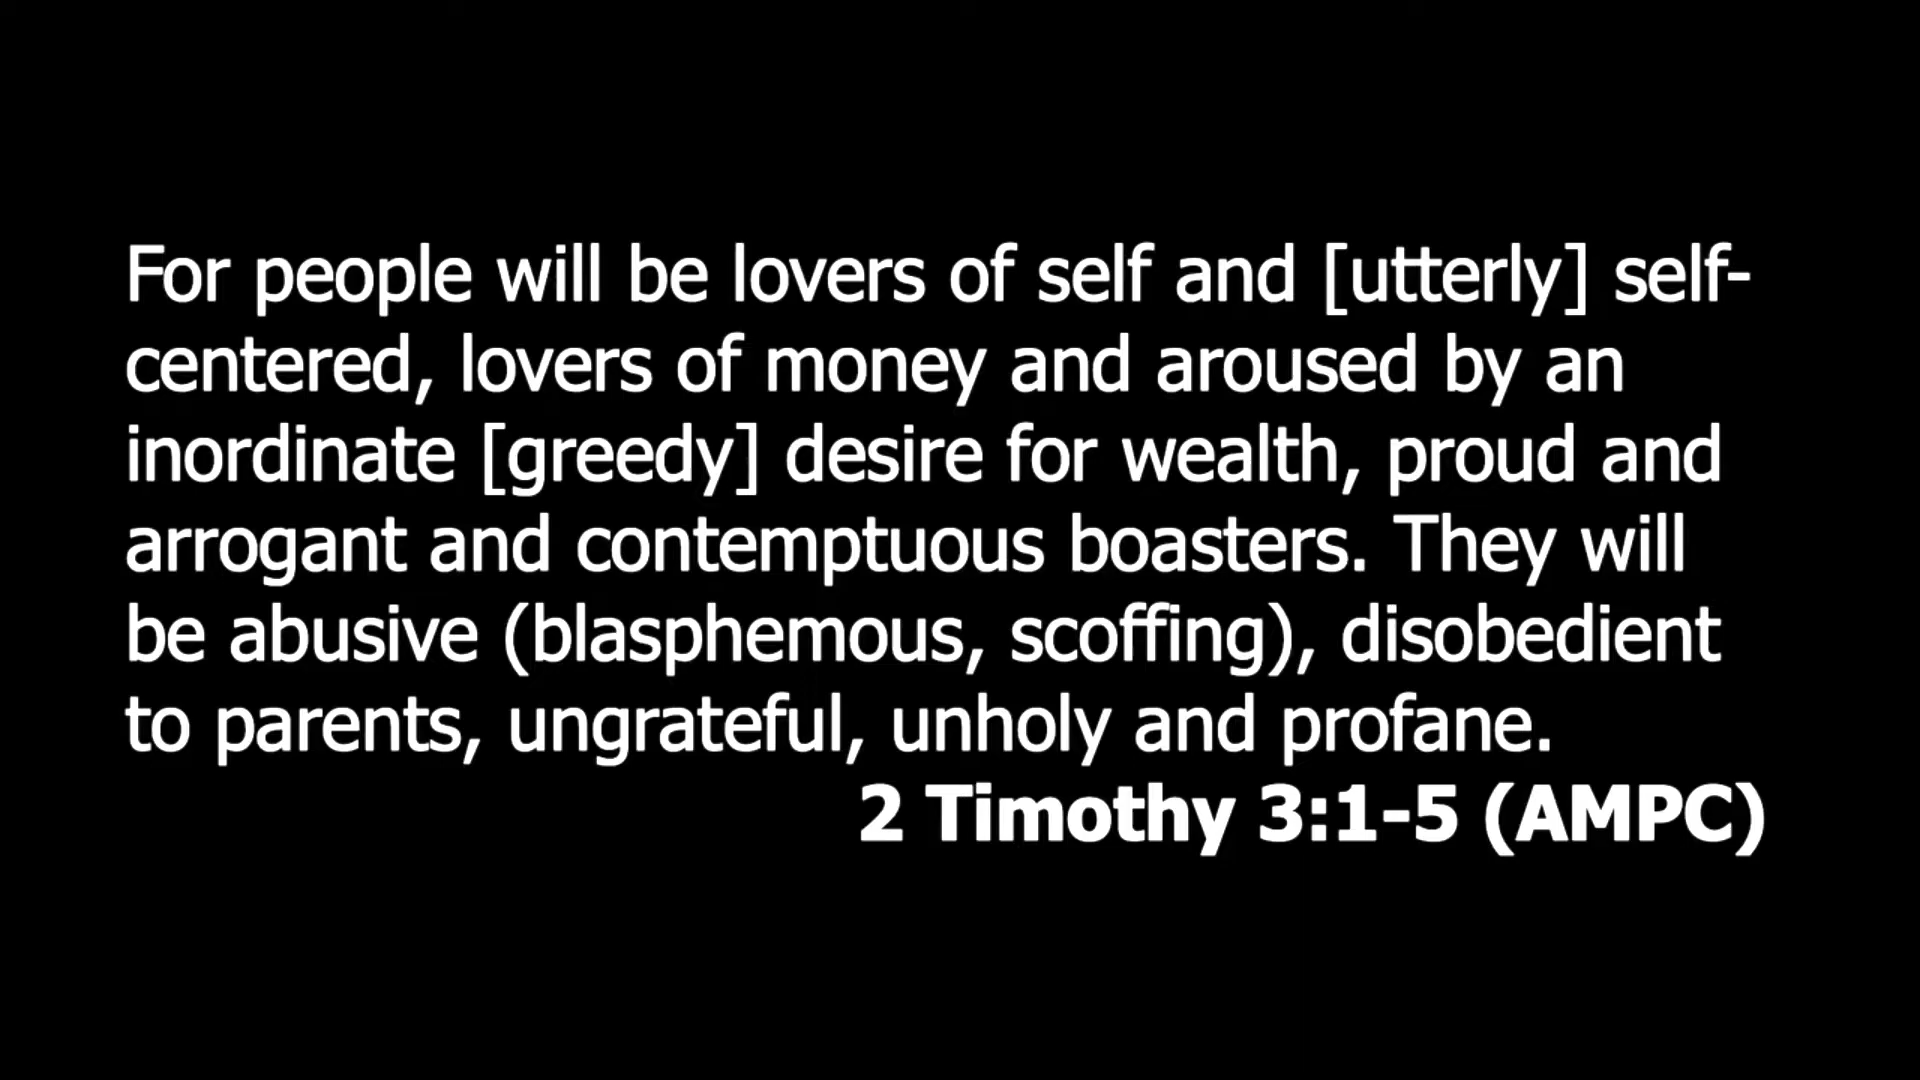 For people will be lovers of self and [utterly] self-
centered, lovers of money and aroused by an
inordinate [greedy] desire for wealth, proud and
arrogant and contemptuous boasters. They will
be abusive (blasphemous, scoffing), disobedient
to parents, ungrateful, unholy and profane.
2 Timothy 3:1-5 (AMPC)